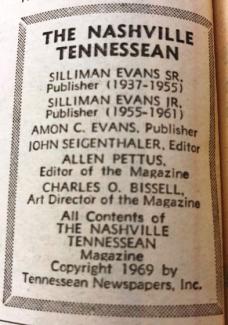 THE NASHVILLE
TENNESSEAN
SILLIMAN EVANS SR.
Publisher (1937-1955)
SILLIMAN EVANS JR.
Publisher (1955-1961)
AMON C. EVANS, Publisher
JOHN SEIGENTHALER, Editor
ALLEN PETTUS,
Editor of the Magazine
CHARLES O. BISSELL,
Art Director of the Magazine
All Contents of
THE NASHVILLE
TENNESSEAN
Magazine
Copyright 1969 by
Tennessean Newspapers, Inc.